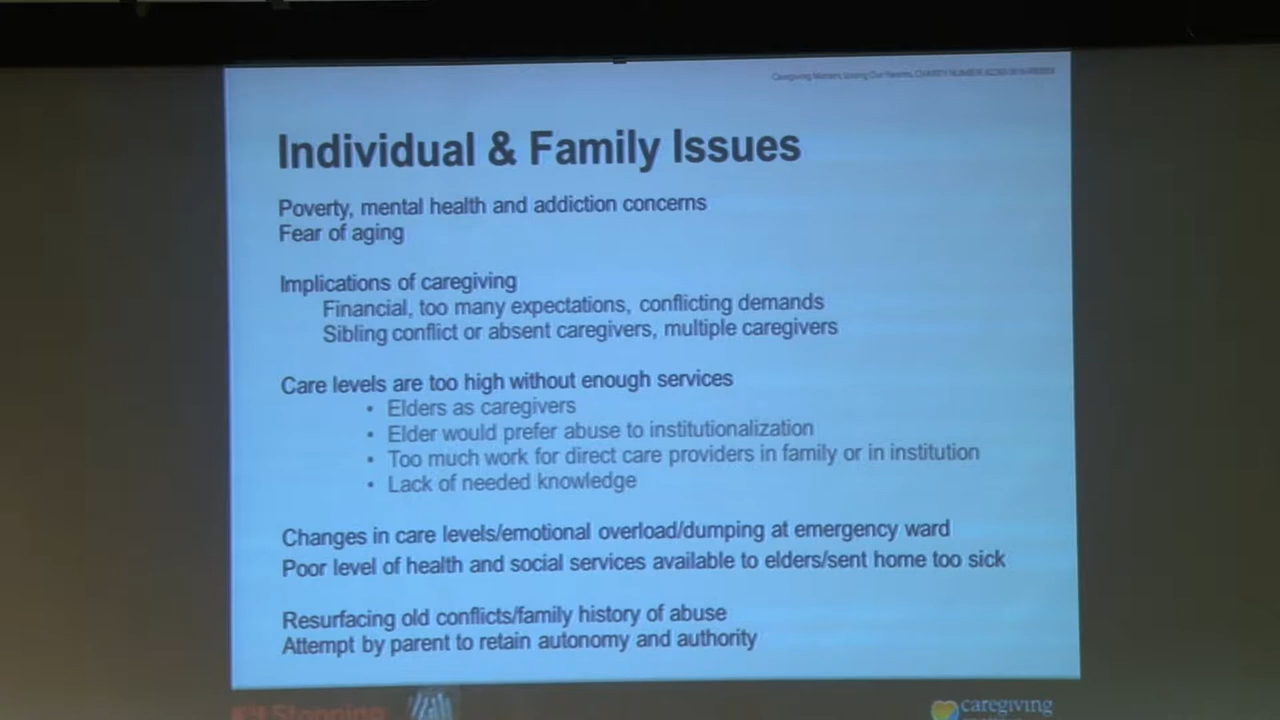 Caregiving Matters,
Individual & Family Issues
Poverty, mental health and addiction concerns
Fear of aging
Implications of caregiving
Financial, too many expectations, conflicting demands
Sibling conflict or absent caregivers, multiple caregivers
Care levels are too high without enough services
• Elders as caregivers
• Elder would prefer abuse to institutionalization
• Too much work for direct care providers in family or in institution
• Lack of needed knowledge
Changes in care levels/emotional overload/dumping at emergency ward
Poor level of health and social services available to elders/sent home too sick
Resurfacing old conflicts/family history of abuse
Attempt by parent to retain autonomy and authority
caregiving